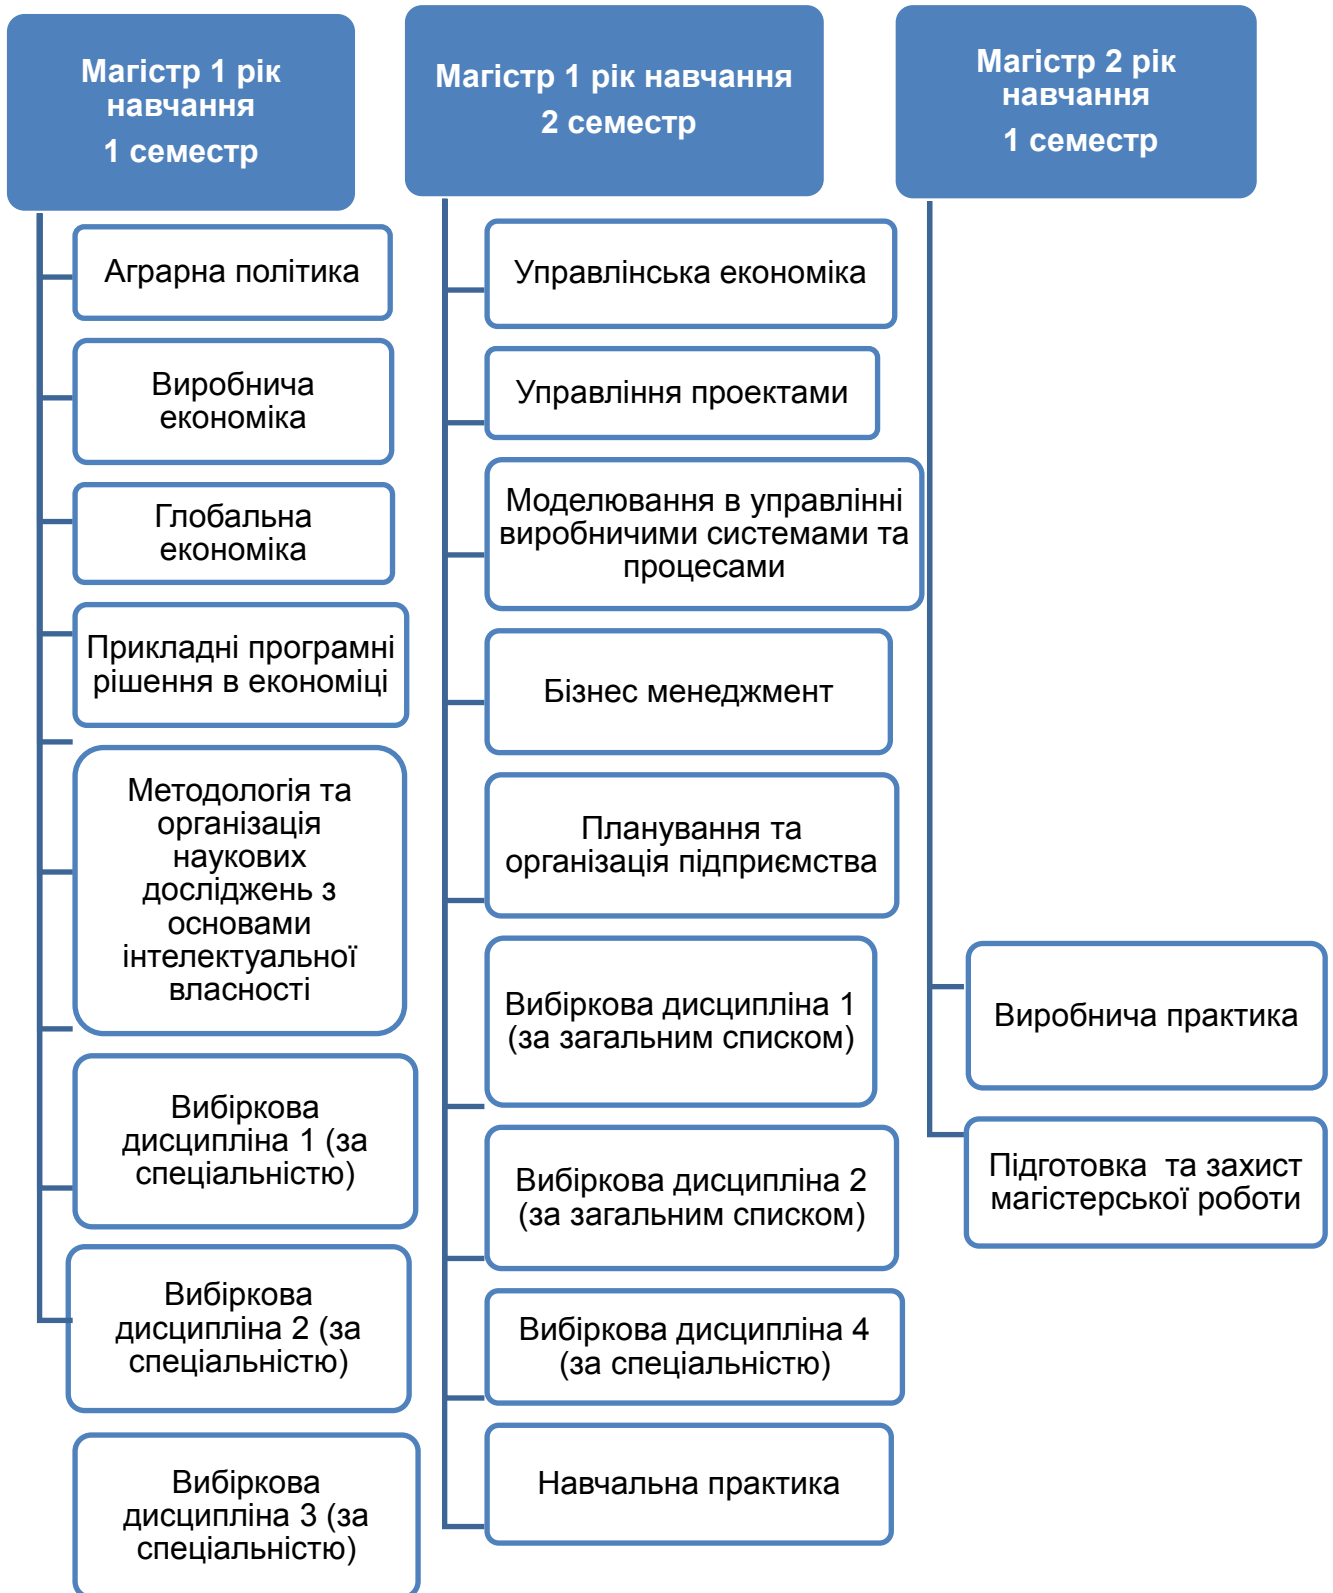 Магістр 1 рік
навчання
1 семестр
Аграрна політика
Виробнича
економіка
Глобальна
економіка
Прикладні програмні
рішення в економіці
Методологія та
організація
наукових
досліджень з
основами
інтелектуальної
власності
Вибіркова
дисципліна 1 (за
спеціальністю)
Вибіркова
дисципліна 2 (за
спеціальністю)
Вибіркова
дисципліна 3 (за
спеціальністю)
Магістр 1 рік навчання
2 семестр
Управлінська економіка
Управління проектами
Моделювання в управлінні
виробничими системами та
процесами
Бізнес менеджмент
Планування та
організація підприємства
Вибіркова дисципліна 1
(за загальним списком)
Вибіркова дисципліна 2
(за загальним списком)
Вибіркова дисципліна 4
(за спеціальністю)
Навчальна практика
Магістр 2 рік
навчання
1 семестр
Виробнича практика
Підготовка та захист
магістерської роботи